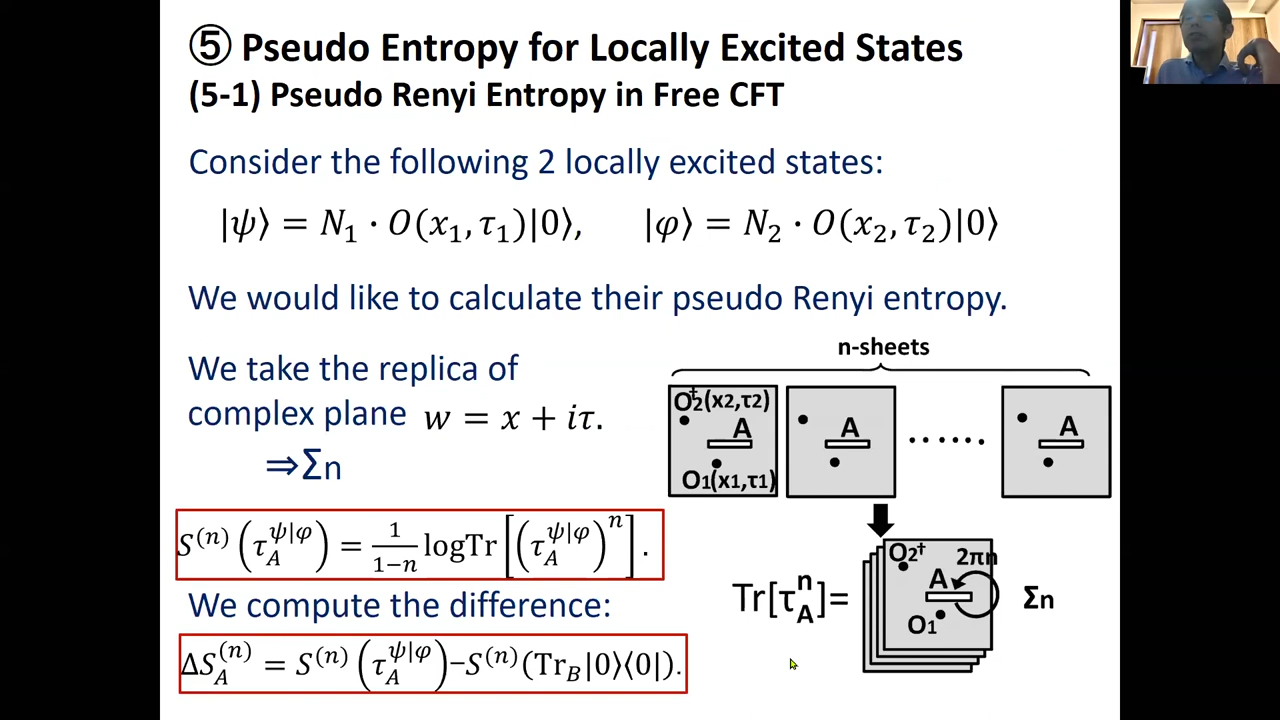 ⑤ Pseudo Entropy for Locally Excited States
(5-1) Pseudo Renyi Entropy in Free CFT
Consider the following 2 locally excited states:
|ψ⟩ = N₁ · O(x₁, τ₁)|0⟩, |φ⟩ = N₂ · O(x₂, τ₂)|0⟩
We would like to calculate their pseudo Renyi entropy.
We take the replica of
complex plane w = x + iτ.
⇒Σn
S⁽ⁿ⁾(τ_A^{ψ|φ}) = 1/(1−n) logTr[(τ_A^{ψ|φ})ⁿ].
We compute the difference:
ΔS_A^{(n)} = S⁽ⁿ⁾(τ_A^{ψ|φ})−S⁽ⁿ⁾(Tr_B|0⟩⟨0|).
n-sheets
O₂†(x2,τ2)
A
O₁(x1,τ1)
A
......
A
Tr[τ_A^n]=
O₂†
2πn
A
O₁
Σn